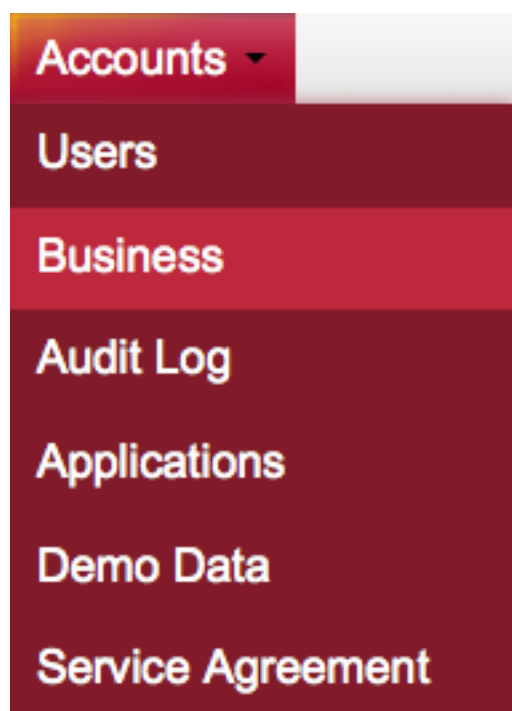 Accounts
Users
Business
Audit Log
Applications
Demo Data
Service Agreement